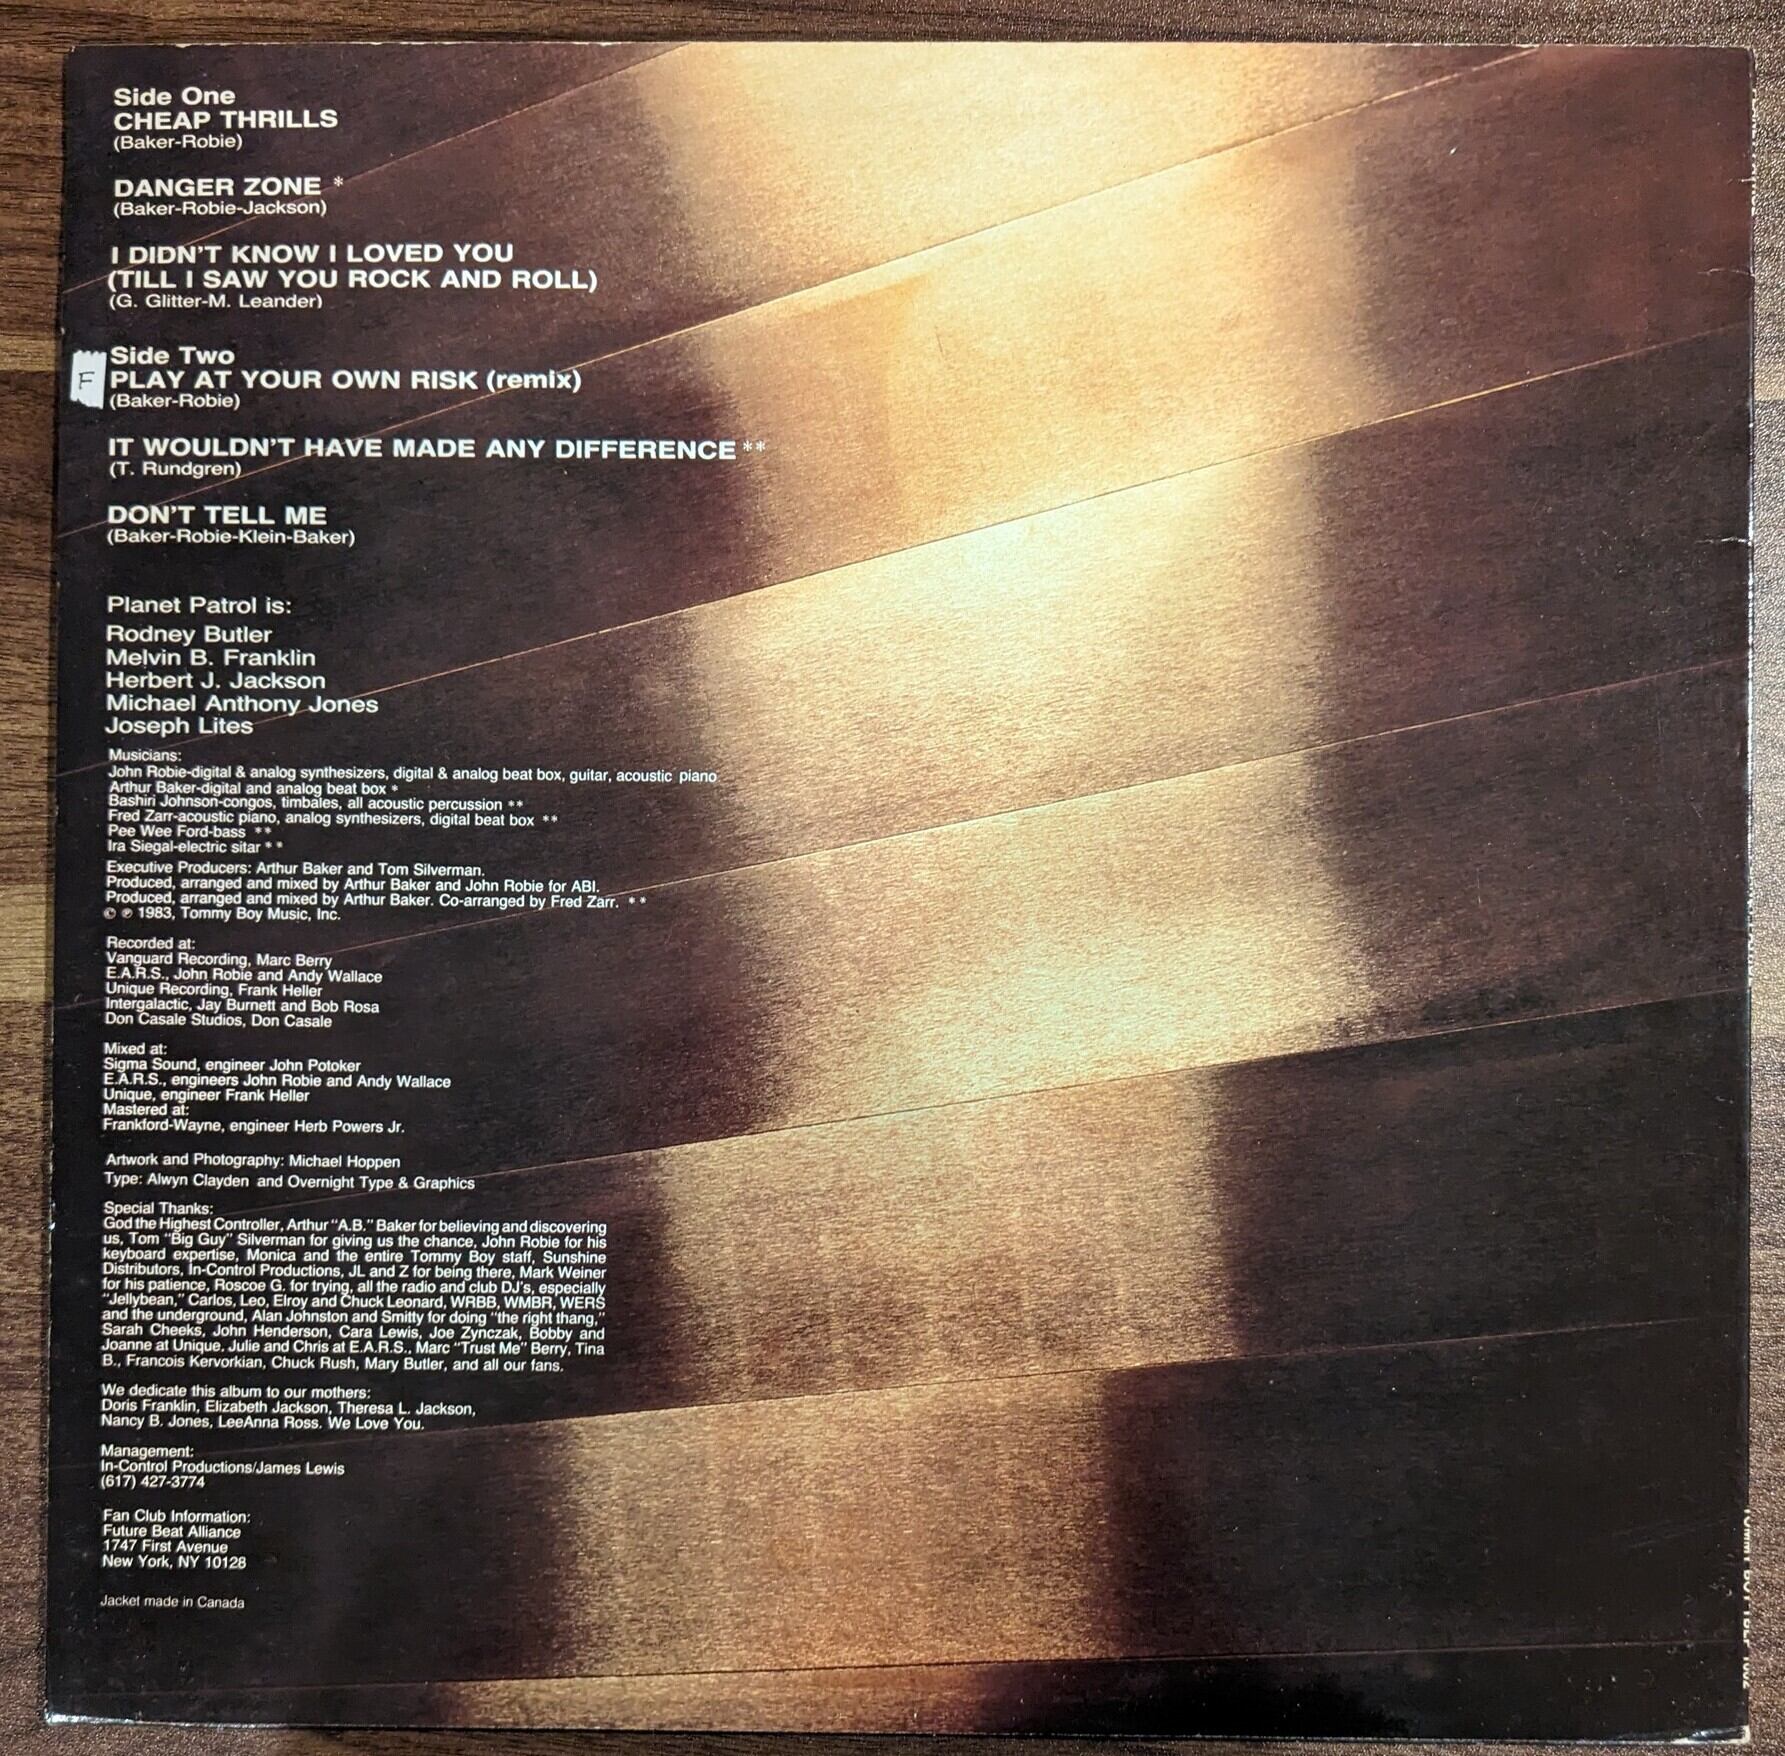 Side One
CHEAP THRILLS
(Baker-Robie)
DANGER ZONE *
(Baker-Robie-Jackson)
I DIDN'T KNOW I LOVED YOU
(TILL I SAW YOU ROCK AND ROLL)
(G. Glitter-M. Leander)
Side Two
F
PLAY AT YOUR OWN RISK (remix)
(Baker-Robie)
IT WOULDN'T HAVE MADE ANY DIFFERENCE **
(T. Rundgren)
DON'T TELL ME
(Baker-Robie-Klein-Baker)
Planet Patrol is:
Rodney Butler
Melvin B. Franklin
Herbert J. Jackson
Michael Anthony Jones
Joseph Lites
Musicians:
John Robie-digital & analog synthesizers, digital & analog beat box, guitar, acoustic piano
Arthur Baker-digital and analog beat box *
Bashiri Johnson-congos, timbales, all acoustic percussion **
Fred Zarr-acoustic piano, analog synthesizers, digital beat box **
Pee Wee Ford-bass **
Ira Siegal-electric sitar **
Executive Producers: Arthur Baker and Tom Silverman.
Produced, arranged and mixed by Arthur Baker and John Robie for ABI.
Produced, arranged and mixed by Arthur Baker. Co-arranged by Fred Zarr. **
© ℗ 1983, Tommy Boy Music, Inc.
Recorded at:
Vanguard Recording, Marc Berry
E.A.R.S., John Robie and Andy Wallace
Unique Recording, Frank Heller
Intergalactic, Jay Burnett and Bob Rosa
Don Casale Studios, Don Casale
Mixed at:
Sigma Sound, engineer John Potoker
E.A.R.S., engineers John Robie and Andy Wallace
Unique, engineer Frank Heller
Mastered at:
Frankford-Wayne, engineer Herb Powers Jr.
Artwork and Photography: Michael Hoppen
Type: Alwyn Clayden and Overnight Type & Graphics
Special Thanks:
God the Highest Controller, Arthur "A.B." Baker for believing and discovering
us, Tom "Big Guy" Silverman for giving us the chance, John Robie for his
keyboard expertise, Monica and the entire Tommy Boy staff, Sunshine
Distributors, In-Control Productions, JL and Z for being there, Mark Weiner
for his patience, Roscoe G. for trying, all the radio and club DJ's, especially
"Jellybean," Carlos, Leo, Elroy and Chuck Leonard, WRBB, WMBR, WERS
and the underground, Alan Johnston and Smitty for doing "the right thang,"
Sarah Cheeks, John Henderson, Cara Lewis, Joe Zynczak, Bobby and
Joanne at Unique. Julie and Chris at E.A.R.S., Marc "Trust Me" Berry, Tina
B., Francois Kervorkian, Chuck Rush, Mary Butler, and all our fans.
We dedicate this album to our mothers:
Doris Franklin, Elizabeth Jackson, Theresa L. Jackson,
Nancy B. Jones, LeeAnna Ross. We Love You.
Management:
In-Control Productions/James Lewis
(617) 427-3774
Fan Club Information:
Future Beat Alliance
1747 First Avenue
New York, NY 10128
Jacket made in Canada